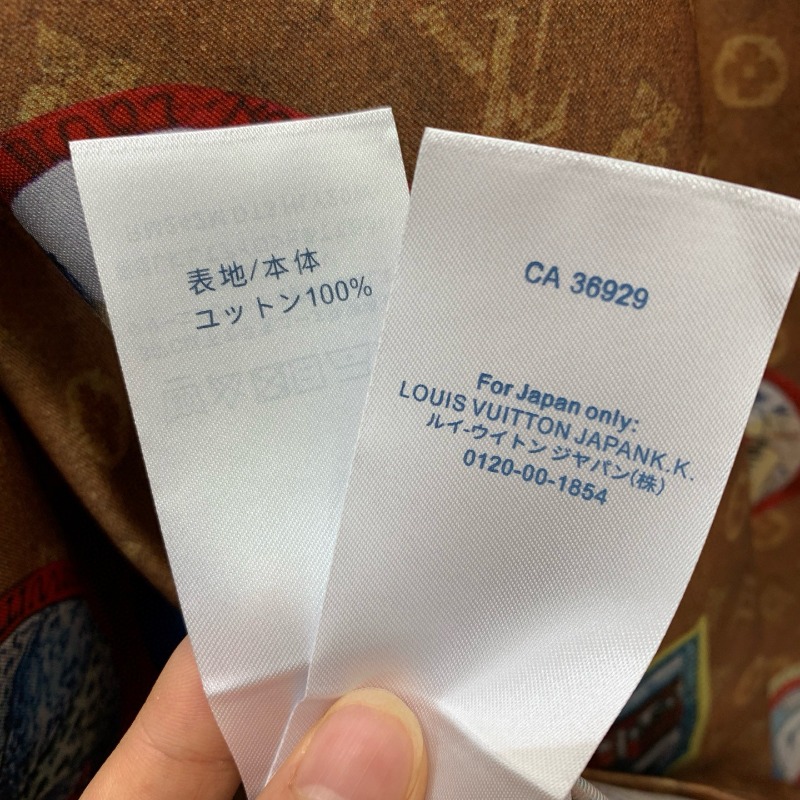 表地/本体
コットン100%
CA 36929
For Japan only:
LOUIS VUITTON JAPANK.K.
ルイ-ウイトン ジャパン(株)
0120-00-1854